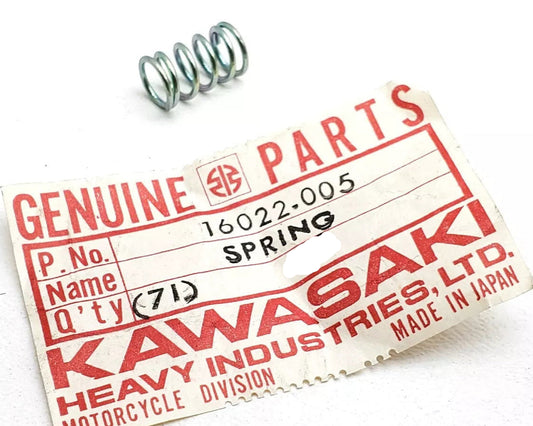 GENUINE PARTS
P. No. 16022-005
Name SPRING
Q'ty (71)
KAWASAKI
HEAVY INDUSTRIES, LTD.
MOTORCYCLE DIVISION MADE IN JAPAN